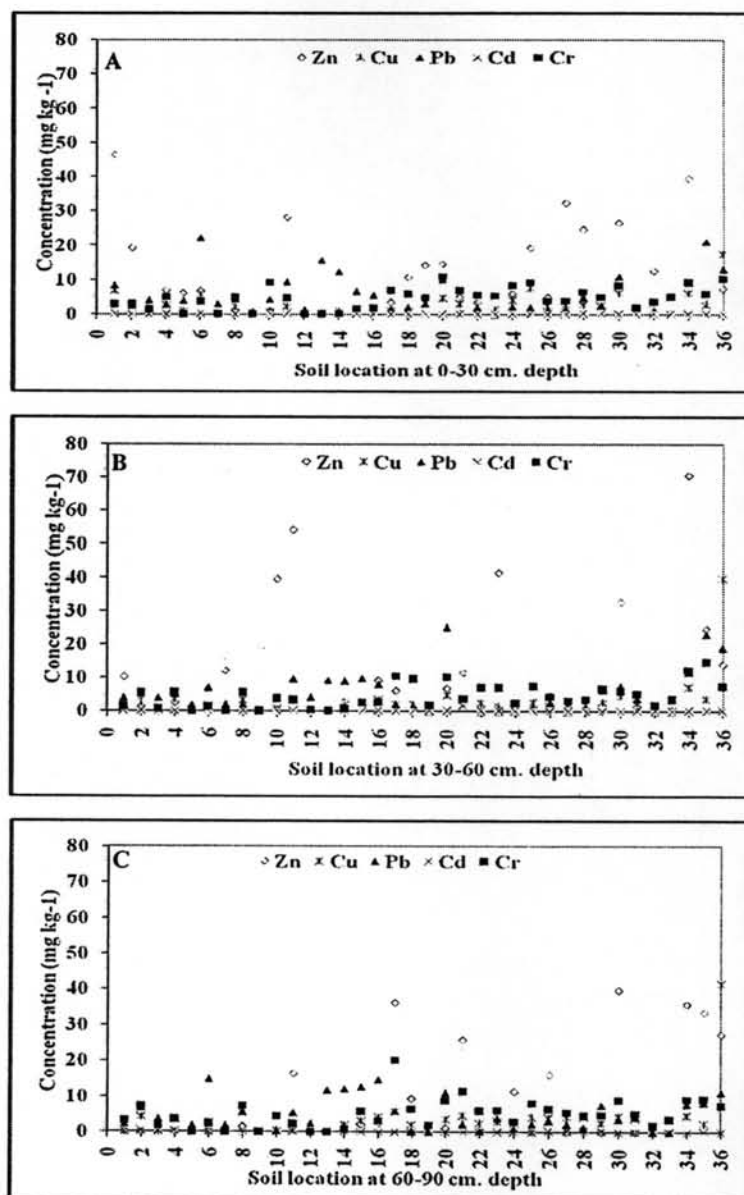 A
Zn Cu Pb Cd Cr
Concentration (mg kg -1)
80
70
60
50
40
30
20
10
0
0 2 4 6 8 10 12 14 16 18 20 22 24 26 28 30 32 34 36
Soil location at 0-30 cm. depth
B
Zn Cu Pb Cd Cr
Concentration (mg kg-1)
80
70
60
50
40
30
20
10
0
0 2 4 6 8 10 12 14 16 18 20 22 24 26 28 30 32 34 36
Soil location at 30-60 cm. depth
C
Zn Cu Pb Cd Cr
Concentration (mg kg-1)
80
70
60
50
40
30
20
10
0
0 2 4 6 8 10 12 14 16 18 20 22 24 26 28 30 32 34 36
Soil location at 60-90 cm. depth